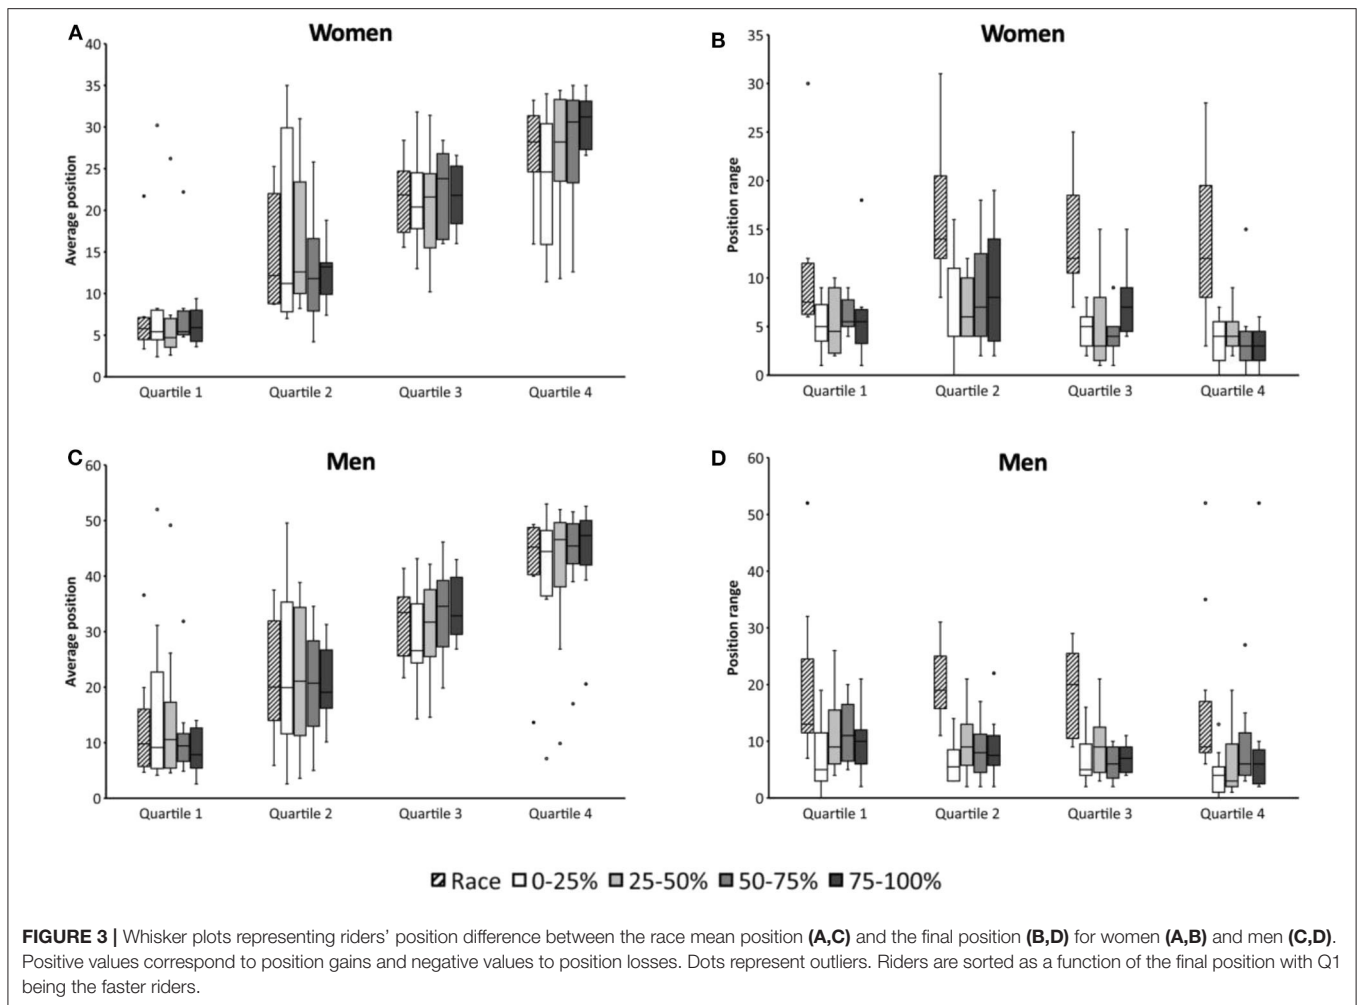 A
Women
40
35
30
25
20
15
10
5
0
Average position
Quartile 1 Quartile 2 Quartile 3 Quartile 4
B
Women
35
30
25
20
15
10
5
0
Position range
Quartile 1 Quartile 2 Quartile 3 Quartile 4
C
Men
60
50
40
30
20
10
0
Average position
Quartile 1 Quartile 2 Quartile 3 Quartile 4
D
Men
60
50
40
30
20
10
0
Position range
Quartile 1 Quartile 2 Quartile 3 Quartile 4
Race 0-25% 25-50% 50-75% 75-100%
FIGURE 3 | Whisker plots representing riders’ position difference between the race mean position (A,C) and the final position (B,D) for women (A,B) and men (C,D).
Positive values correspond to position gains and negative values to position losses. Dots represent outliers. Riders are sorted as a function of the final position with Q1
being the faster riders.